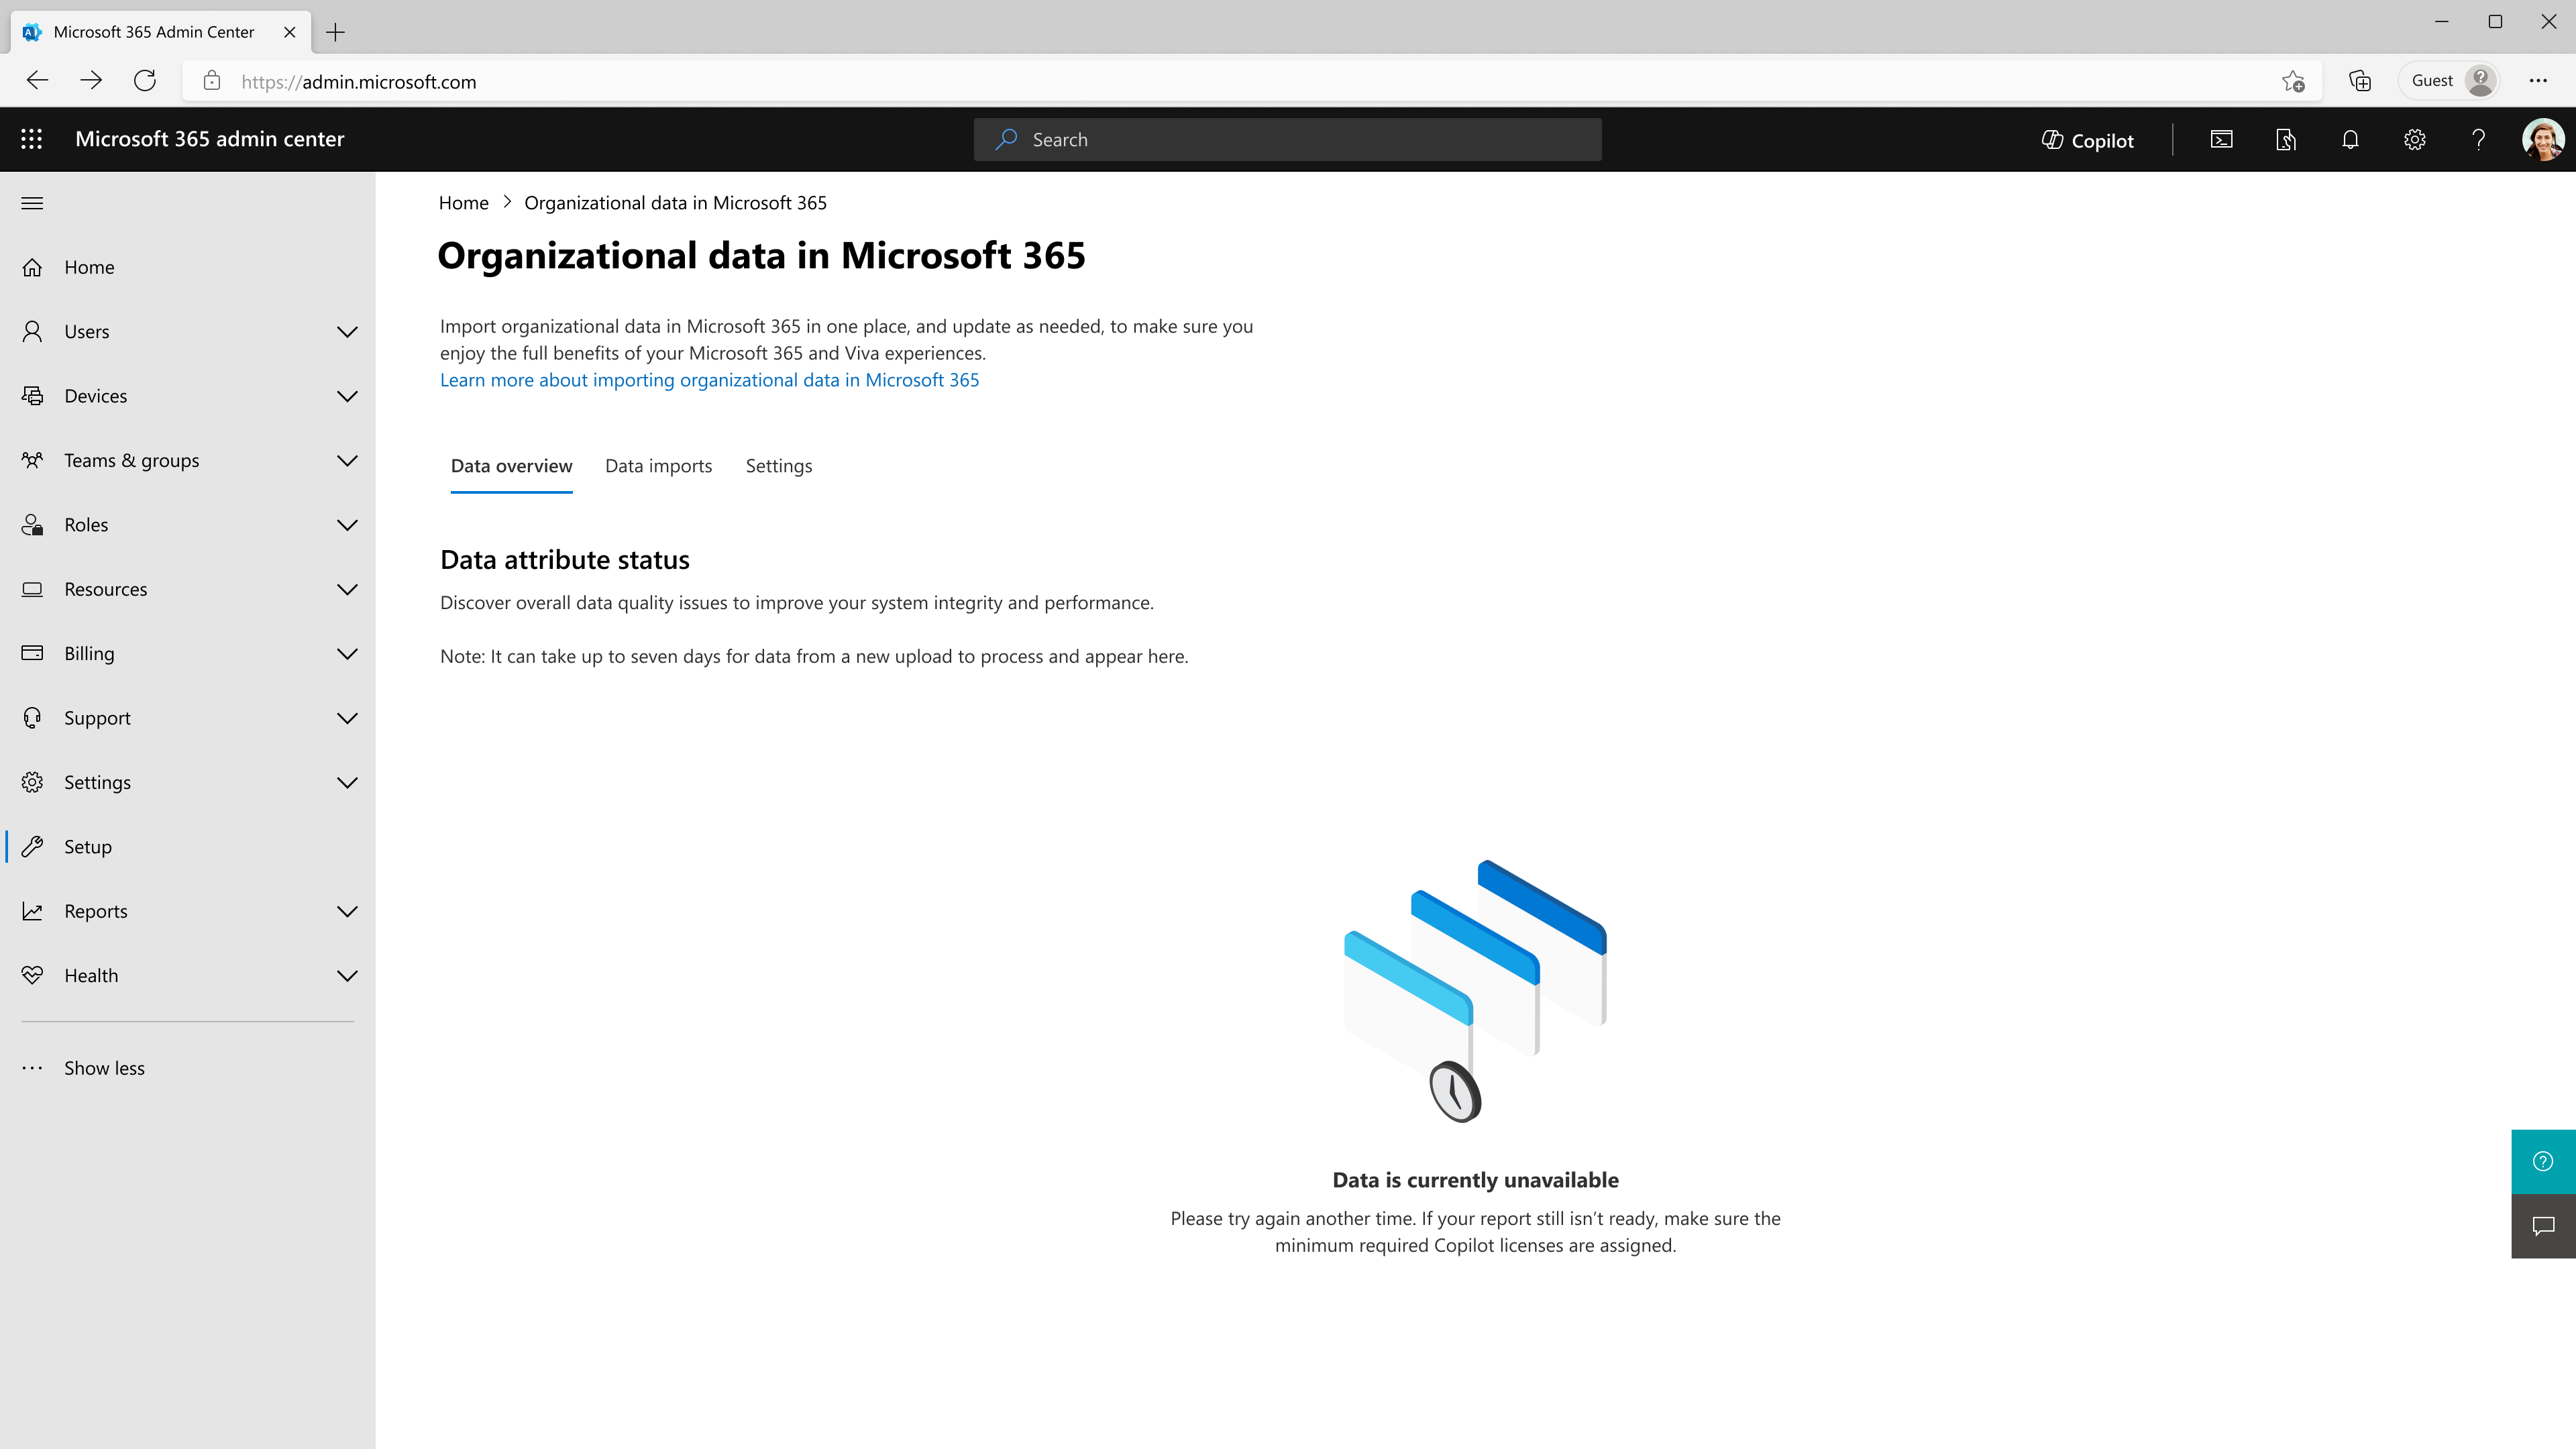 Microsoft 365 Admin Center
https://admin.microsoft.com
Guest
Microsoft 365 admin center
Search
Copilot
Home
Users
Devices
Teams & groups
Roles
Resources
Billing
Support
Settings
Setup
Reports
Health
Show less
Home > Organizational data in Microsoft 365
Organizational data in Microsoft 365
Import organizational data in Microsoft 365 in one place, and update as needed, to make sure you
enjoy the full benefits of your Microsoft 365 and Viva experiences.
Learn more about importing organizational data in Microsoft 365
Data overview Data imports Settings
Data attribute status
Discover overall data quality issues to improve your system integrity and performance.
Note: It can take up to seven days for data from a new upload to process and appear here.
Data is currently unavailable
Please try again another time. If your report still isn’t ready, make sure the
minimum required Copilot licenses are assigned.